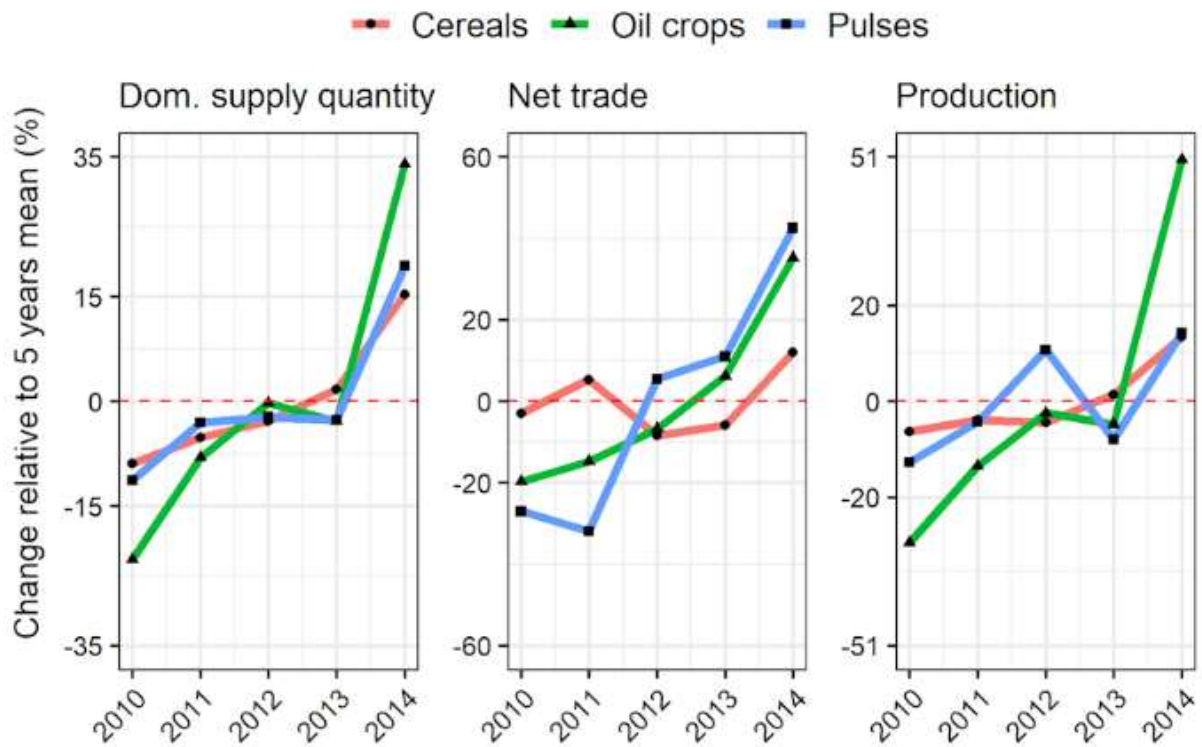 Cereals Oil crops Pulses
Change relative to 5 years mean (%)
Dom. supply quantity
35
15
0
-15
-35
2010 2011 2012 2013 2014
Net trade
60
20
0
-20
-60
2010 2011 2012 2013 2014
Production
51
20
0
-20
-51
2010 2011 2012 2013 2014